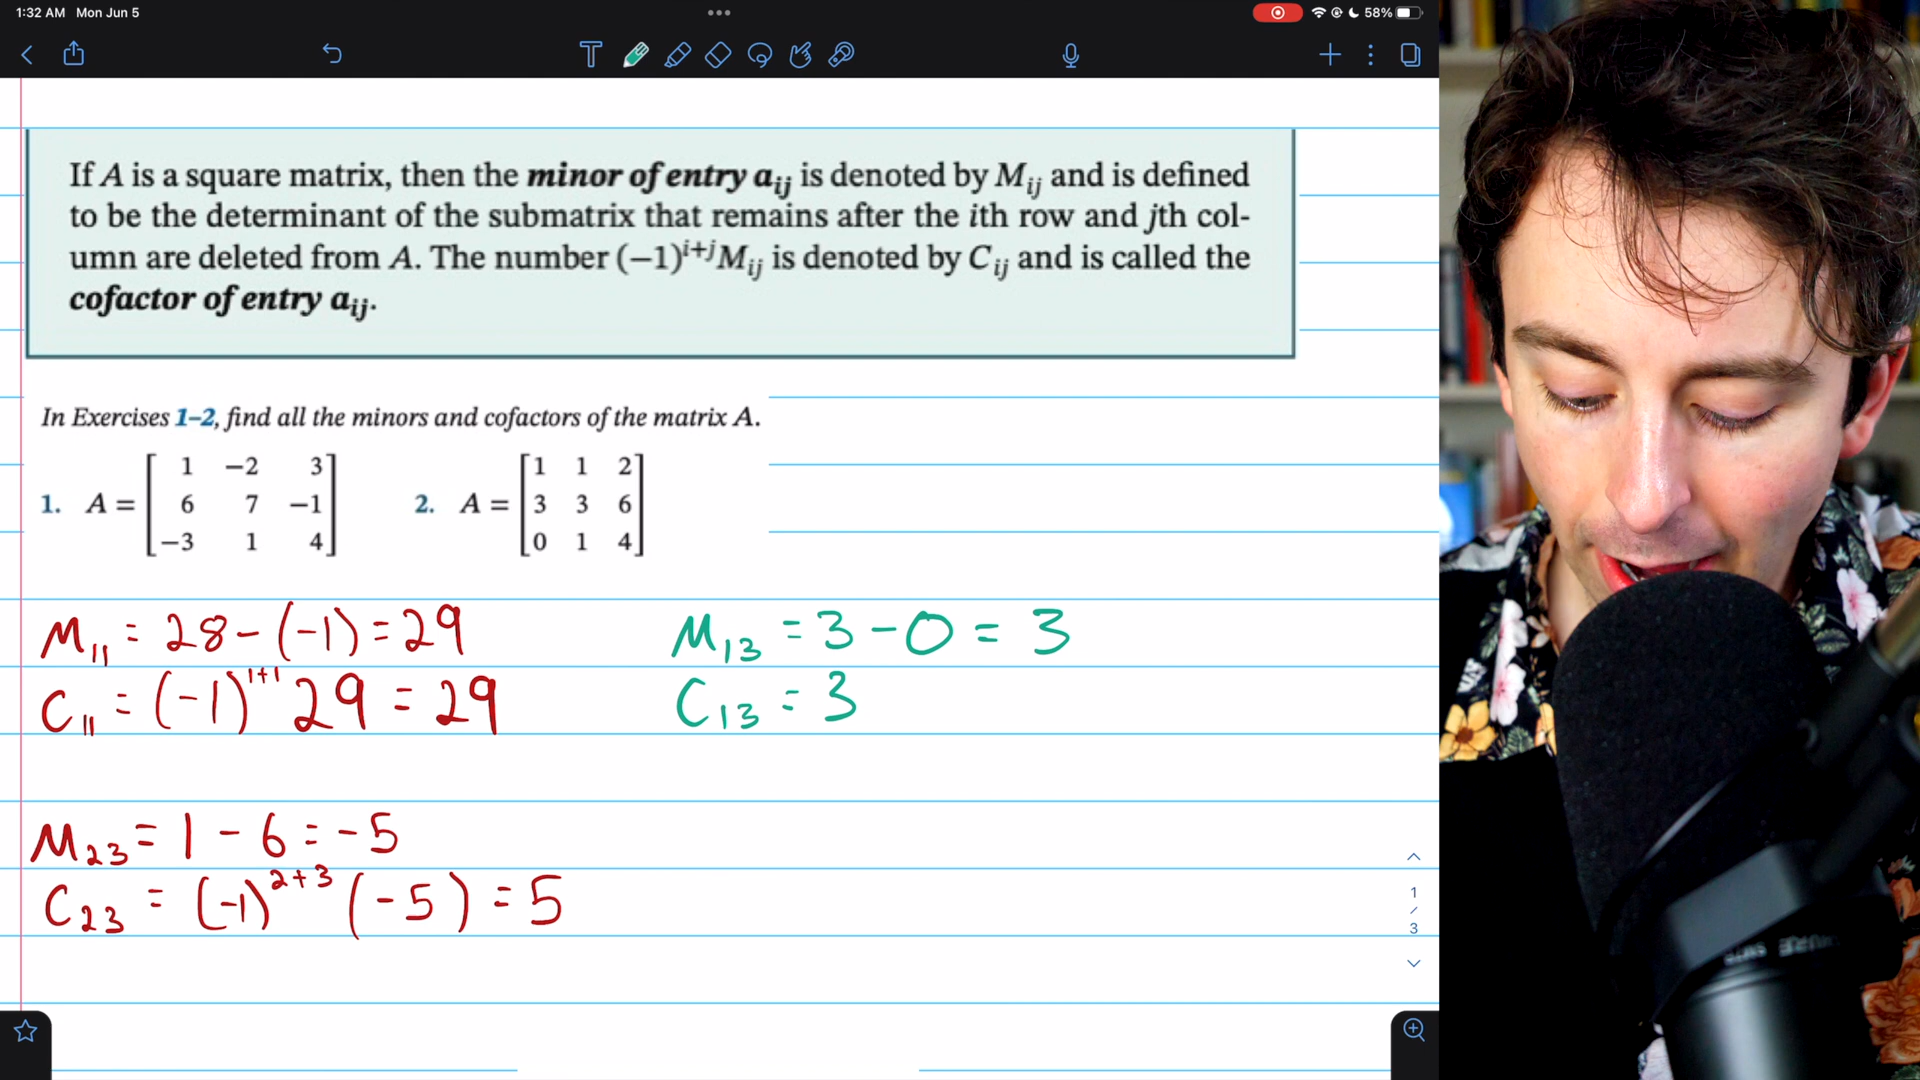 1:32 AM Mon Jun 5
58%
If A is a square matrix, then the minor of entry aᵢⱼ is denoted by Mᵢⱼ and is defined
to be the determinant of the submatrix that remains after the ith row and jth col-
umn are deleted from A. The number (−1)ⁱ⁺ʲMᵢⱼ is denoted by Cᵢⱼ and is called the
cofactor of entry aᵢⱼ.
In Exercises 1–2, find all the minors and cofactors of the matrix A.
1. A = [1 −2 3
6 7 −1
−3 1 4]
2. A = [1 1 2
3 3 6
0 1 4]
M₁₁ = 28 − (−1) = 29
C₁₁ = (−1)¹⁺¹ 29 = 29
M₂₃ = 1 − 6 = −5
C₂₃ = (−1)²⁺³ (−5) = 5
M₁₃ = 3 − 0 = 3
C₁₃ = 3
1
/
3